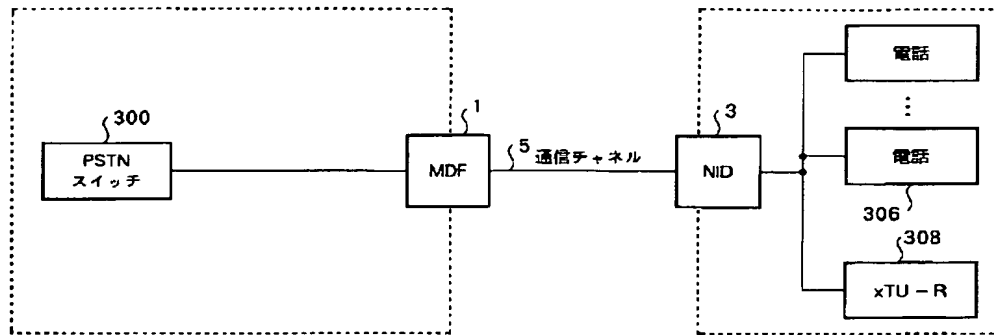 電話
⋮
300
1
3
PSTN
スイッチ
MDF
5
通信チャネル
NID
電話
306
308
xTU－R